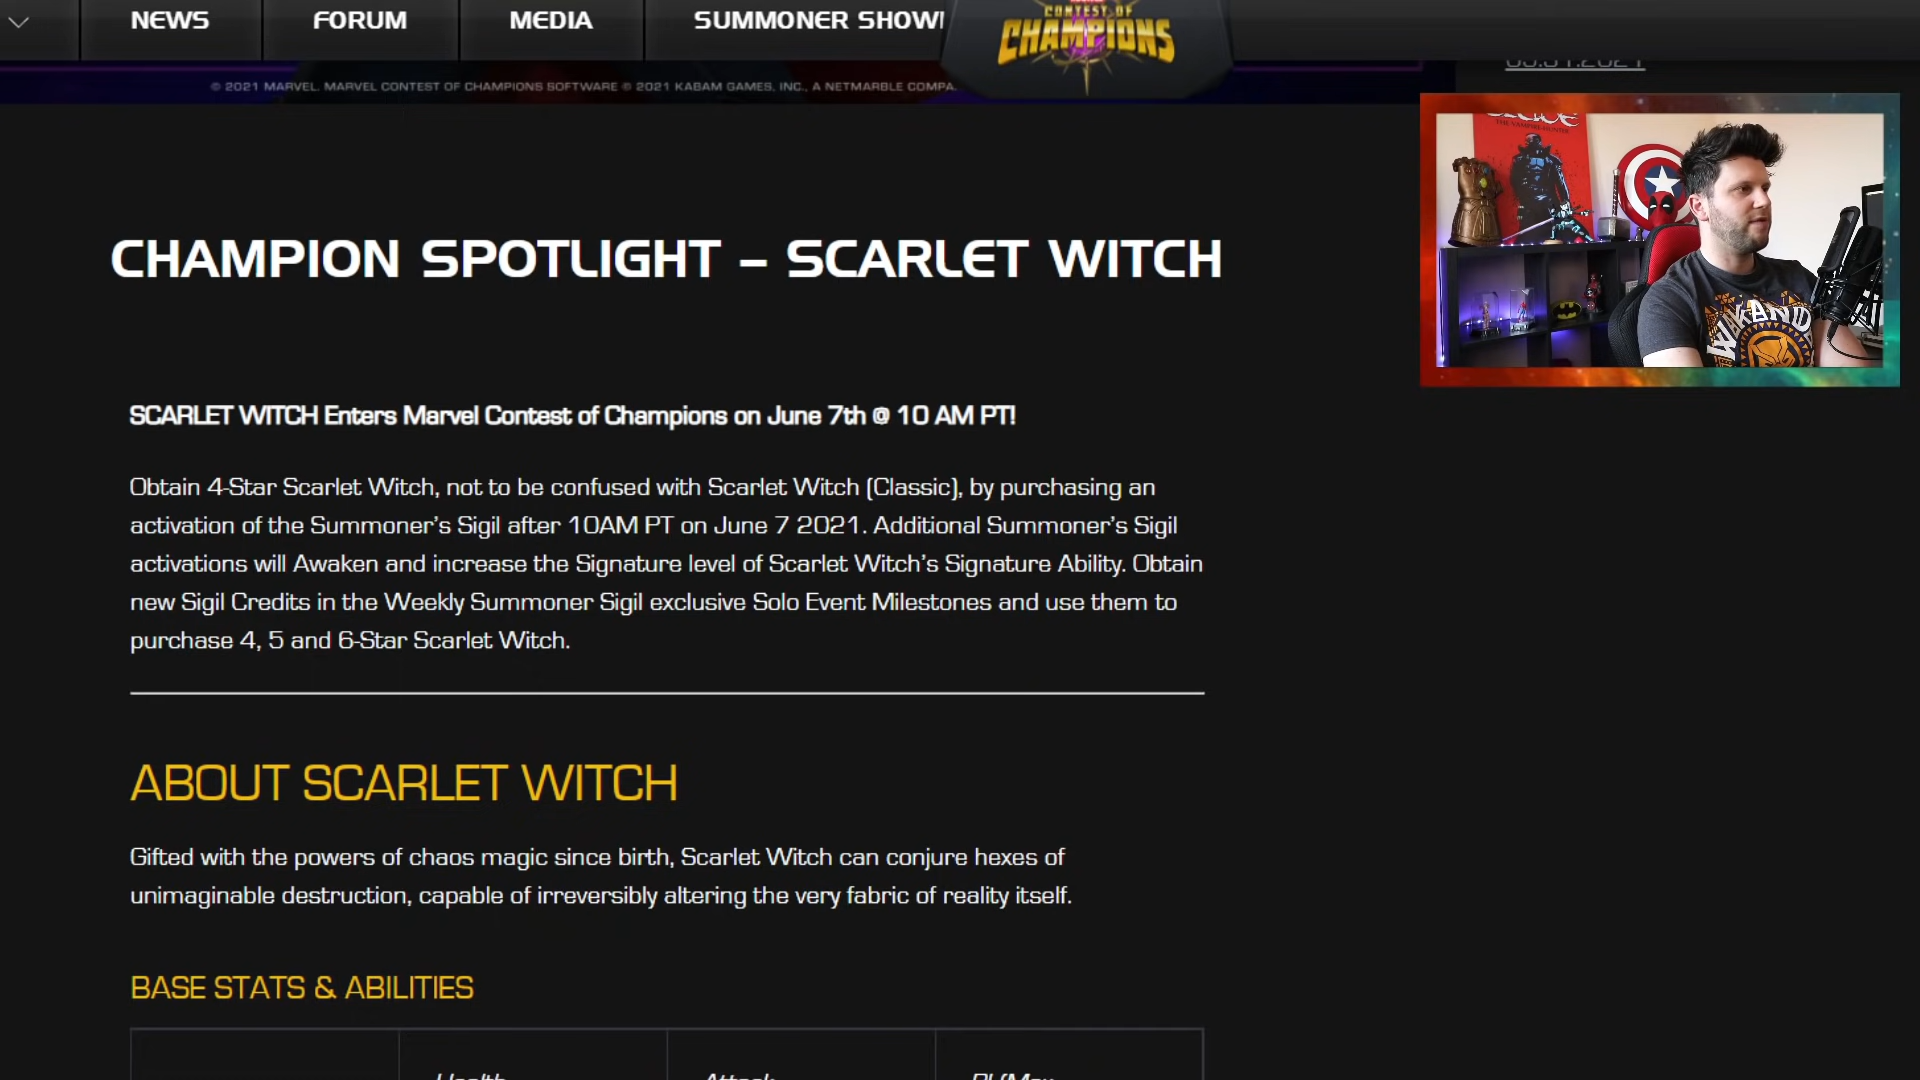 NEWS FORUM MEDIA SUMMONER SHOW
CONTEST OF
CHAMPIONS
© 2021 MARVEL. MARVEL CONTEST OF CHAMPIONS SOFTWARE © 2021 KABAM GAMES, INC., A NETMARBLE COMPA
THE VAMPIRE HUNTER
WAKANDA
CHAMPION SPOTLIGHT – SCARLET WITCH
SCARLET WITCH Enters Marvel Contest of Champions on June 7th @ 10 AM PT!
Obtain 4-Star Scarlet Witch, not to be confused with Scarlet Witch (Classic), by purchasing an
activation of the Summoner's Sigil after 10AM PT on June 7 2021. Additional Summoner's Sigil
activations will Awaken and increase the Signature level of Scarlet Witch's Signature Ability. Obtain
new Sigil Credits in the Weekly Summoner Sigil exclusive Solo Event Milestones and use them to
purchase 4, 5 and 6-Star Scarlet Witch.
ABOUT SCARLET WITCH
Gifted with the powers of chaos magic since birth, Scarlet Witch can conjure hexes of
unimaginable destruction, capable of irreversibly altering the very fabric of reality itself.
BASE STATS & ABILITIES
Health Attack